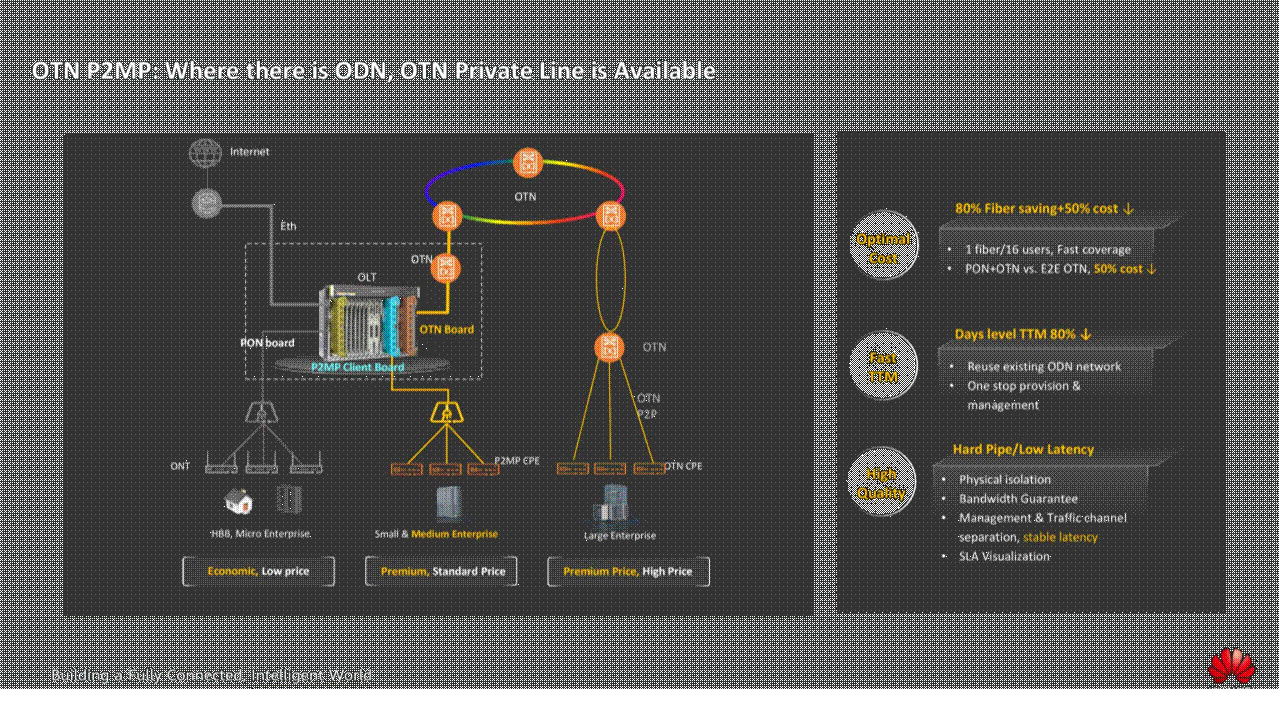 OTN P2MP: Where there is ODN, OTN Private Line is Available
Internet
Eth
OTN
OTN
OLT
OTN Board
PON board
P2MP Client Board
OTN
OTN
P2P
ONT
P2MP CPE
OTN CPE
HBB, Micro Enterprise
Small & Medium Enterprise
Large Enterprise
Economic, Low price
Premium, Standard Price
Premium Price, High Price
Optimal
Cost
80% Fiber saving+50% cost ↓
• 1 fiber/16 users, Fast coverage
• PON+OTN vs. E2E OTN, 50% cost ↓
Fast
TTM
Days level TTM 80% ↓
• Reuse existing ODN network
• One stop provision &
management
High
Quality
Hard Pipe/Low Latency
• Physical isolation
Bandwidth Guarantee
• Management & Traffic channel
separation, stable latency
• SLA Visualization
Building a Fully Connected, Intelligent World